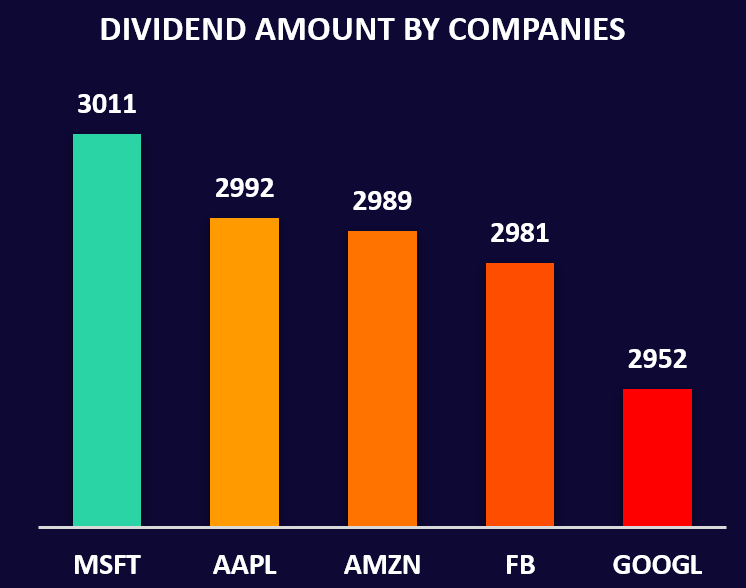 DIVIDEND AMOUNT BY COMPANIES
3011
2992
2989
2981
2952
MSFT AAPL AMZN FB GOOGL